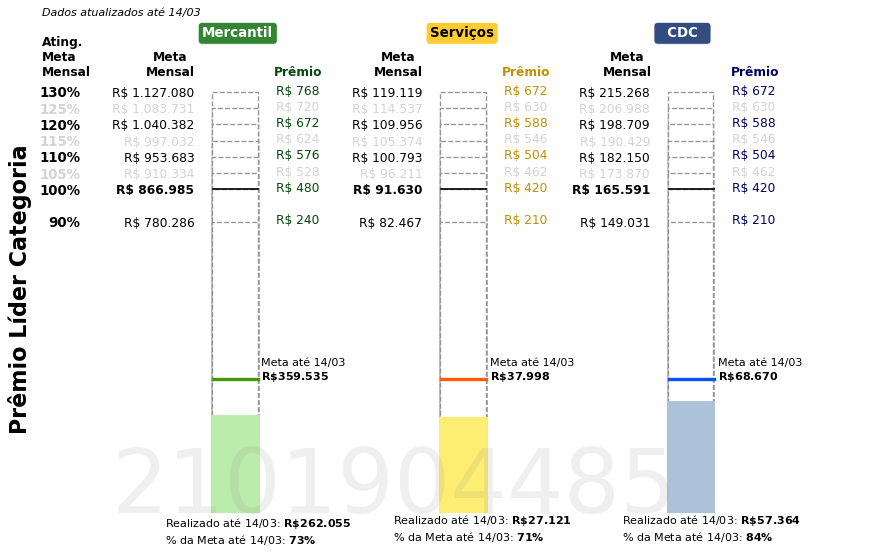 Dados atualizados até 14/03
Mercantil Serviços CDC
Ating.
Meta Meta Meta Meta
Mensal Mensal Prêmio Mensal Prêmio Mensal Prêmio
130% R$ 1.127.080 R$ 768 R$ 119.119 R$ 672 R$ 215.268 R$ 672
125% R$ 1.083.731 R$ 720 R$ 114.537 R$ 630 R$ 206.988 R$ 630
120% R$ 1.040.382 R$ 672 R$ 109.956 R$ 588 R$ 198.709 R$ 588
115% R$ 997.032 R$ 624 R$ 105.374 R$ 546 R$ 190.429 R$ 546
110% R$ 953.683 R$ 576 R$ 100.793 R$ 504 R$ 182.150 R$ 504
105% R$ 910.334 R$ 528 R$ 96.211 R$ 462 R$ 173.870 R$ 462
100% R$ 866.985 R$ 480 R$ 91.630 R$ 420 R$ 165.591 R$ 420
90% R$ 780.286 R$ 240 R$ 82.467 R$ 210 R$ 149.031 R$ 210
Prêmio Líder Categoria
Meta até 14/03 Meta até 14/03 Meta até 14/03
R$359.535 R$37.998 R$68.670
2101904485
Realizado até 14/03: R$262.055 Realizado até 14/03: R$27.121 Realizado até 14/03: R$57.364
% da Meta até 14/03: 73% % da Meta até 14/03: 71% % da Meta até 14/03: 84%